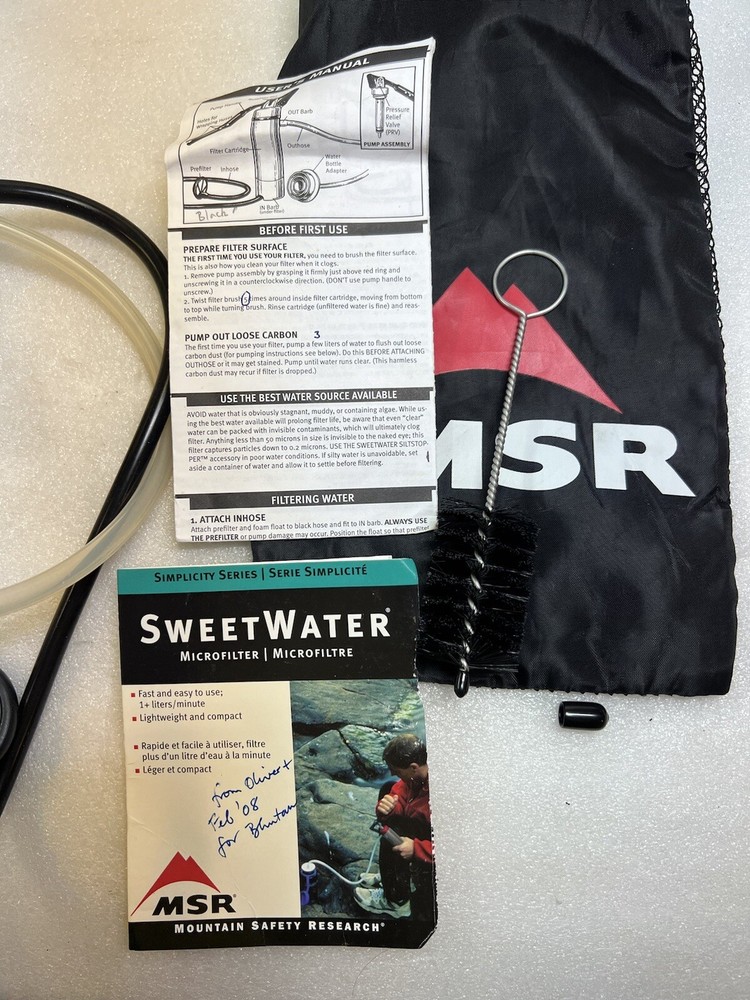 USER'S MANUAL
Pump Handle
Holes for
Wrapping Hoses
OUT Barb
Pressure
Relief
Valve
(PRV)
Filter Cartridge
Outhose
PUMP ASSEMBLY
Prefilter
Inhose
Water
Bottle
Adapter
Black
IN Barb
(under filter)
BEFORE FIRST USE
PREPARE FILTER SURFACE
THE FIRST TIME YOU USE YOUR FILTER, you need to brush the filter surface.
This is also how you clean your filter when it clogs.
1. Remove pump assembly by grasping it firmly just above red ring and
unscrewing it in a counterclockwise direction. (DON'T use pump handle to
unscrew.)
2. Twist filter brush 5 times around inside filter cartridge, moving from bottom
to top while turning brush. Rinse cartridge (unfiltered water is fine) and reas-
semble.
PUMP OUT LOOSE CARBON 3
The first time you use your filter, pump a few liters of water to flush out loose
carbon dust (for pumping instructions see below). Do this BEFORE ATTACHING
OUTHOSE or it may get stained. Pump until water runs clear. (This harmless
carbon dust may recur if filter is dropped.)
USE THE BEST WATER SOURCE AVAILABLE
AVOID water that is obviously stagnant, muddy, or containing algae. While us-
ing the best water available will prolong filter life, be aware that even "clear"
water can be packed with invisible contaminants, which will ultimately clog
filter. Anything less than 50 microns in size is invisible to the naked eye; this
filter captures particles down to 0.2 microns. USE THE SWEETWATER SILTSTOP-
PER™ accessory in poor water conditions. If silty water is unavoidable, set
aside a container of water and allow it to settle before filtering.
FILTERING WATER
1. ATTACH INHOSE
Attach prefilter and foam float to black hose and fit to IN barb. ALWAYS USE
THE PREFILTER or pump damage may occur. Position the float so that prefilter
MSR
SIMPLICITY SERIES | SERIE SIMPLICITÉ
SWEETWATER®
MICROFILTER | MICROFILTRE
Fast and easy to use;
1+ liters/minute
Lightweight and compact
Rapide et facile à utiliser, filtre
plus d'un litre d'eau à la minute
Léger et compact
from Oliver +
Feb '08
for Bhutan
MSR®
MOUNTAIN SAFETY RESEARCH®